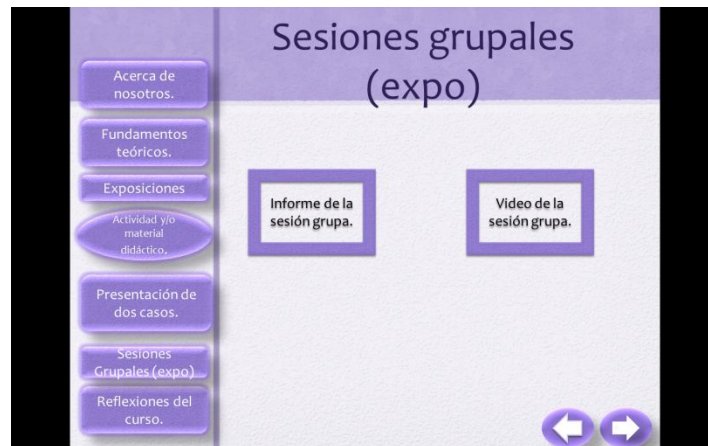 Sesiones grupales
(expo)
Acerca de
nosotros.
Fundamentos
teóricos.
Exposiciones
Actividad y/o
material
didáctico.
Presentación de
dos casos.
Sesiones
Grupales (expo)
Reflexiones del
curso.
Informe de la
sesión grupa.
Video de la
sesión grupa.